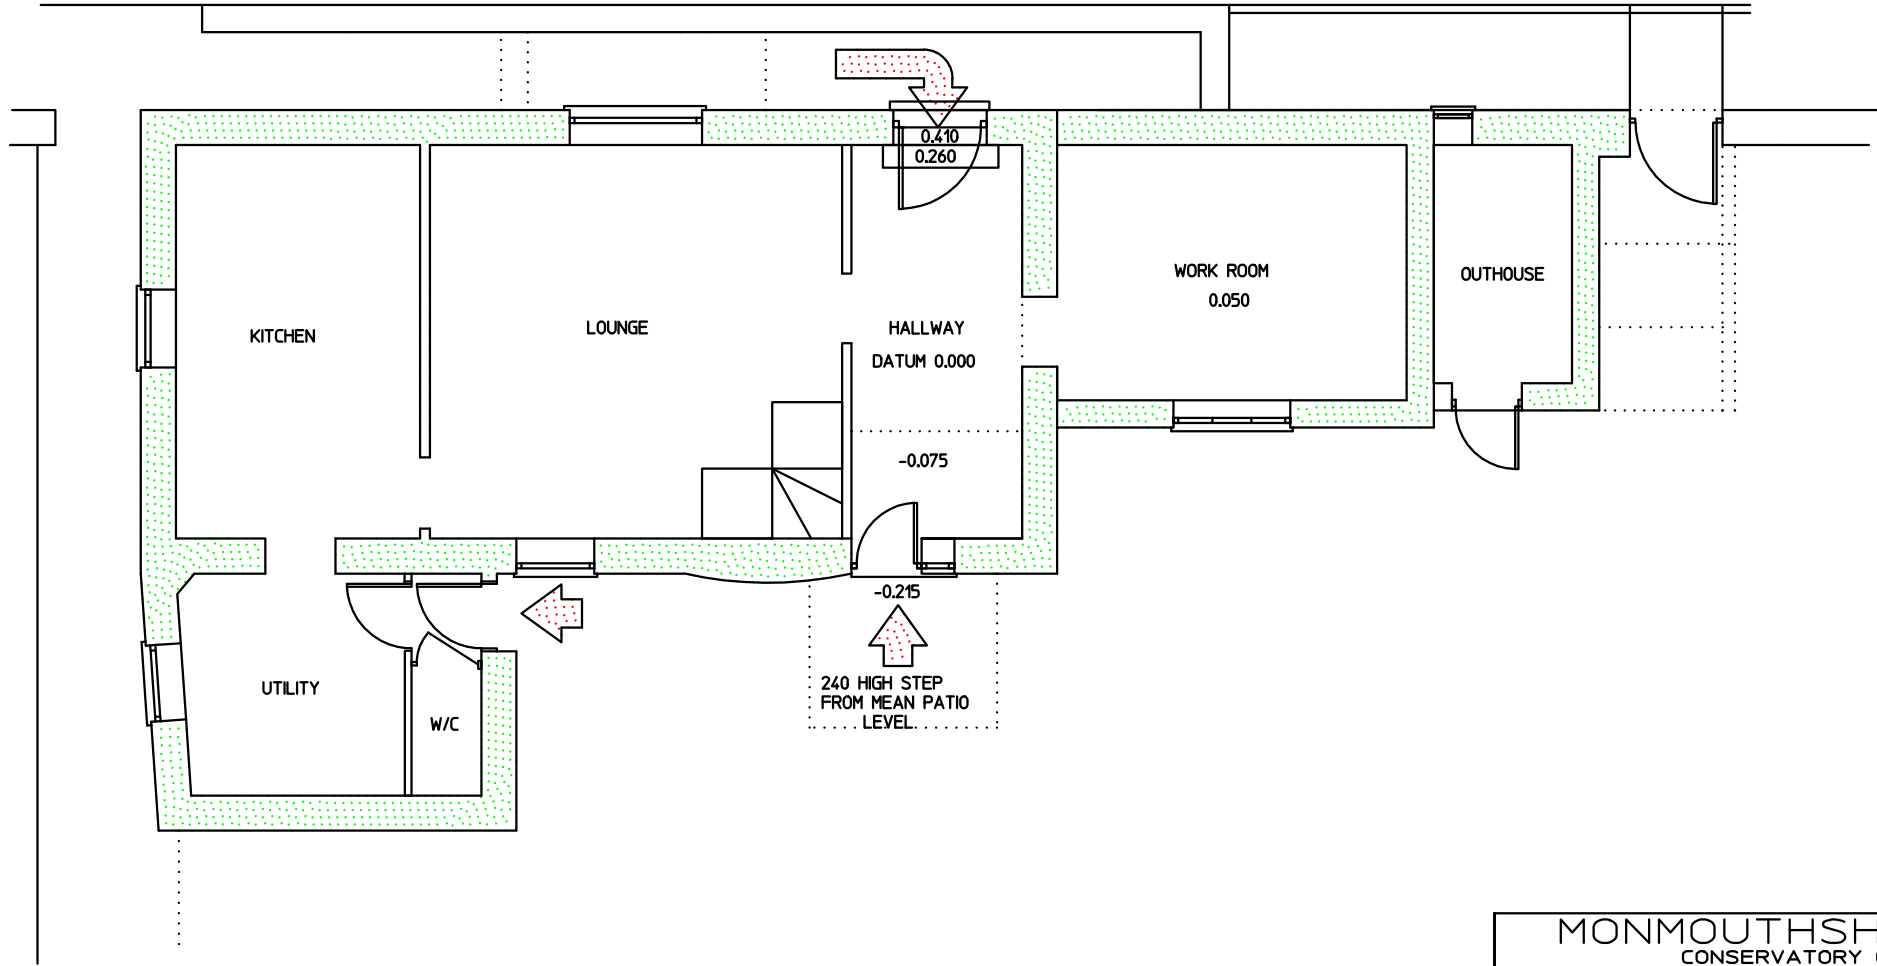 0.410
0.260
WORK ROOM
0.050
OUTHOUSE
KITCHEN
LOUNGE
HALLWAY
DATUM 0.000
-0.075
-0.215
240 HIGH STEP
FROM MEAN PATIO
LEVEL
UTILITY
W/C
MONMOUTHSH
CONSERVATORY